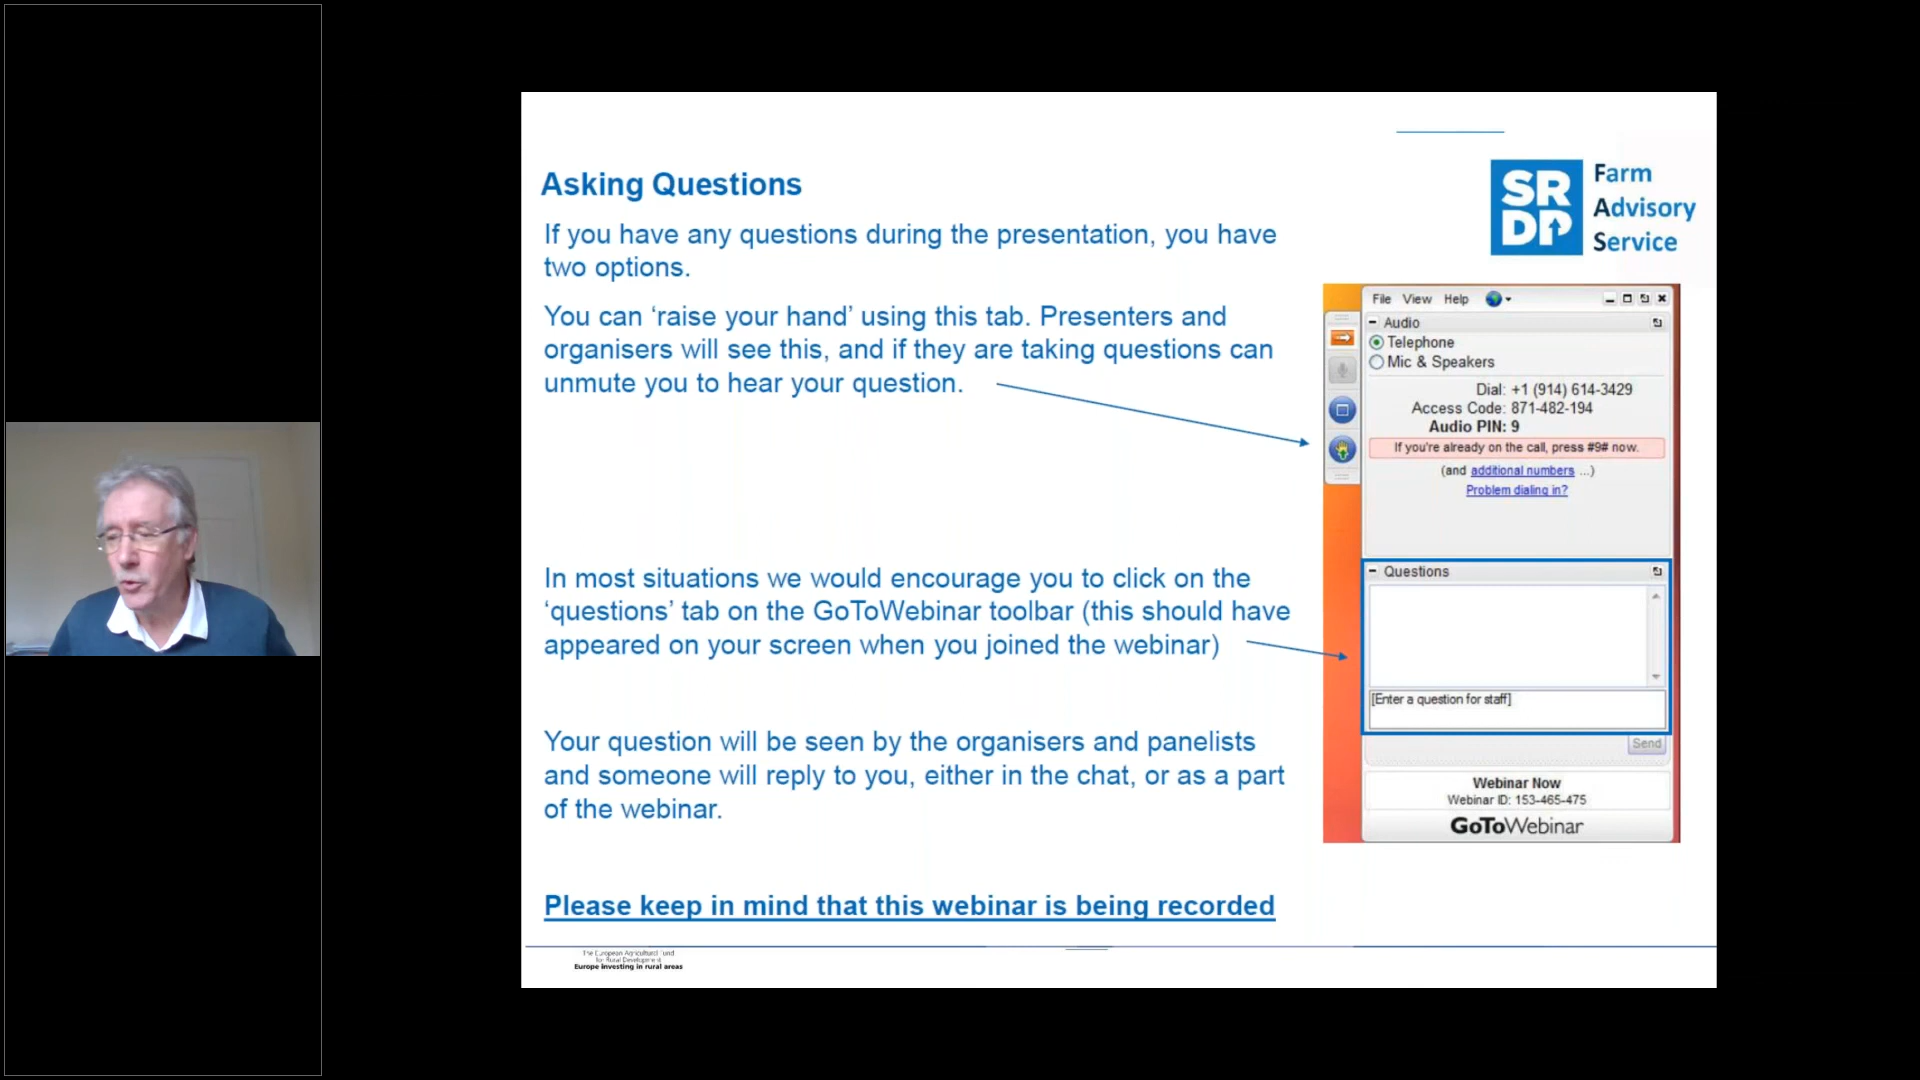 Asking Questions
If you have any questions during the presentation, you have
two options.
You can ‘raise your hand’ using this tab. Presenters and
organisers will see this, and if they are taking questions can
unmute you to hear your question.
In most situations we would encourage you to click on the
‘questions’ tab on the GoToWebinar toolbar (this should have
appeared on your screen when you joined the webinar)
Your question will be seen by the organisers and panelists
and someone will reply to you, either in the chat, or as a part
of the webinar.
Please keep in mind that this webinar is being recorded
The European Agricultural Fund
for Rural Development
Europe investing in rural areas
SR
DP
Farm
Advisory
Service
File View Help
Audio
Telephone
Mic & Speakers
Dial: +1 (914) 614-3429
Access Code: 871-482-194
Audio PIN: 9
If you're already on the call, press #9# now.
(and additional numbers ...)
Problem dialing in?
Questions
[Enter a question for staff]
Send
Webinar Now
Webinar ID: 153-465-475
GoToWebinar